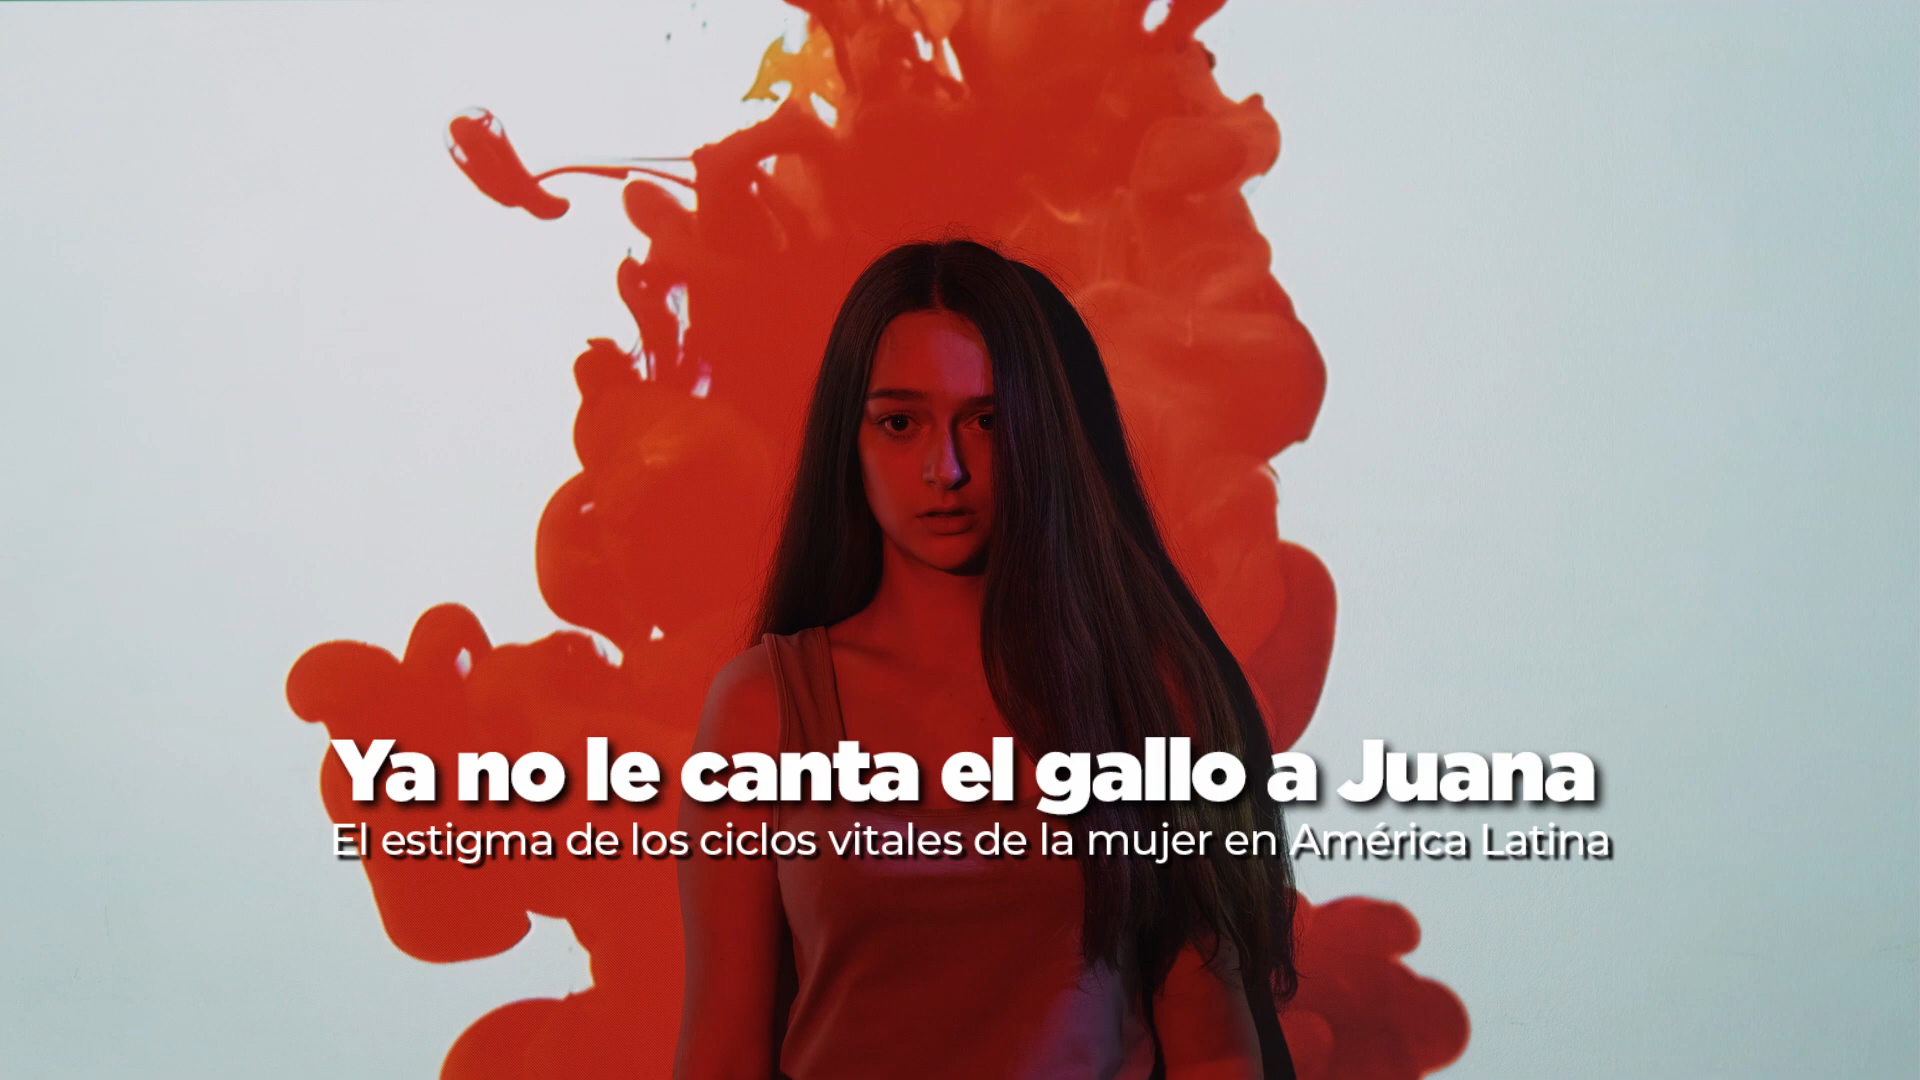 Ya no le canta el gallo a Juana
El estigma de los ciclos vitales de la mujer en América Latina